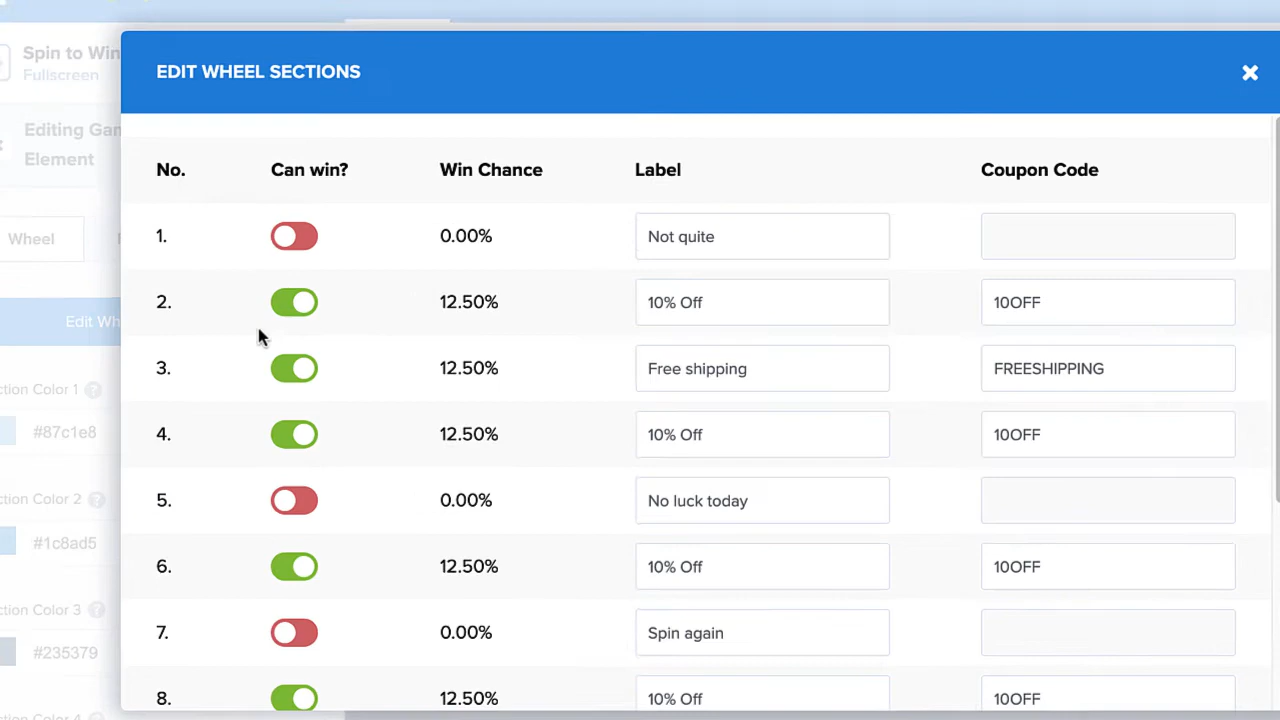 Spin to Win
Fullscreen
EDIT WHEEL SECTIONS
Editing Gam
Element
No. Can win? Win Chance Label Coupon Code
Wheel
1. 0.00% Not quite
2. 12.50% 10% Off 10OFF
Edit Wh
3. 12.50% Free shipping FREESHIPPING
ction Color 1 ?
#87c1e8
4. 12.50% 10% Off 10OFF
ction Color 2 ?
5. 0.00% No luck today
#1c8ad5
6. 12.50% 10% Off 10OFF
ction Color 3 ?
7. 0.00% Spin again
#235379
8. 12.50% 10% Off 10OFF